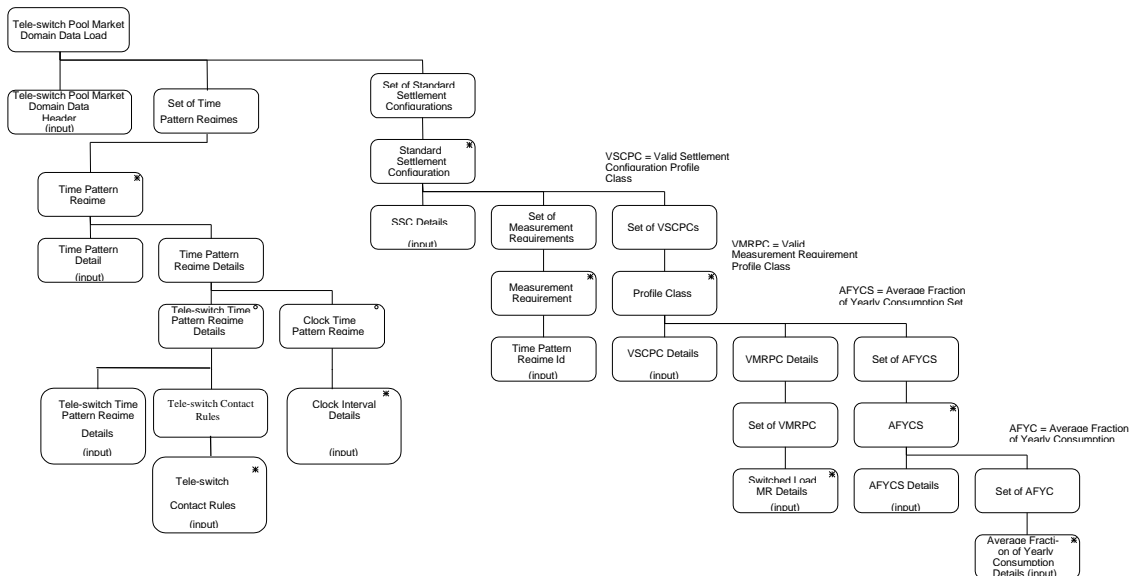 Tele-switch Pool Market
Domain Data Load
Tele-switch Pool Market
Domain Data
Header
(input)
Set of Time
Pattern Regimes
Set of Standard
Settlement
Configurations
Standard
Settlement
Configuration
*
VSCPC = Valid Settlement
Configuration Profile
Class
Time Pattern
Regime
*
SSC Details
(input)
Set of
Measurement
Requirements
Set of VSCPCs
VMRPC = Valid
Measurement Requirement
Profile Class
Time Pattern
Detail
(input)
Time Pattern
Regime Details
Measurement
Requirement
*
Profile Class
*
AFYCS = Average Fraction
of Yearly Consumption Set
Tele-switch Time
Pattern Regime
Details
Clock Time
Pattern Regime
Time Pattern
Regime Id
(input)
VSCPC Details
(input)
VMRPC Details
Set of AFYCS
Tele-switch Time
Pattern Regime
Details
(input)
Tele-switch Contact
Rules
Clock Interval
Details
(input)
*
Set of VMRPC
AFYCS
*
AFYC = Average Fraction
of Yearly Consumption
Tele-switch
Contact Rules
(input)
*
Switched Load
MR Details
(input)
*
AFYCS Details
(input)
Set of AFYC
Average Fracti-
on of Yearly
Consumption
Details (input)
*